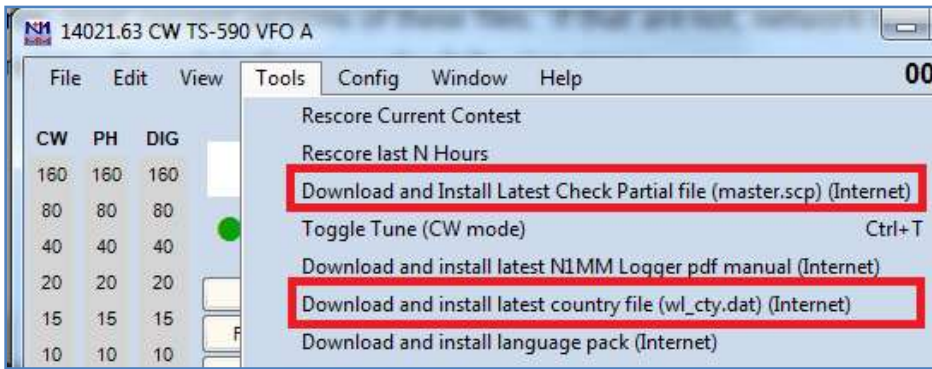 N1 14021.63 CW TS-590 VFO A
File Edit View Tools Config Window Help 00
Rescore Current Contest
CW PH DIG
Rescore last N Hours
160 160 160
Download and Install Latest Check Partial file (master.scp) (Internet)
80 80 80
Toggle Tune (CW mode) Ctrl+T
40 40 40
Download and install latest N1MM Logger pdf manual (Internet)
20 20 20
Download and install latest country file (wl_cty.dat) (Internet)
15 15 15
Download and install language pack (Internet)
10 10 10